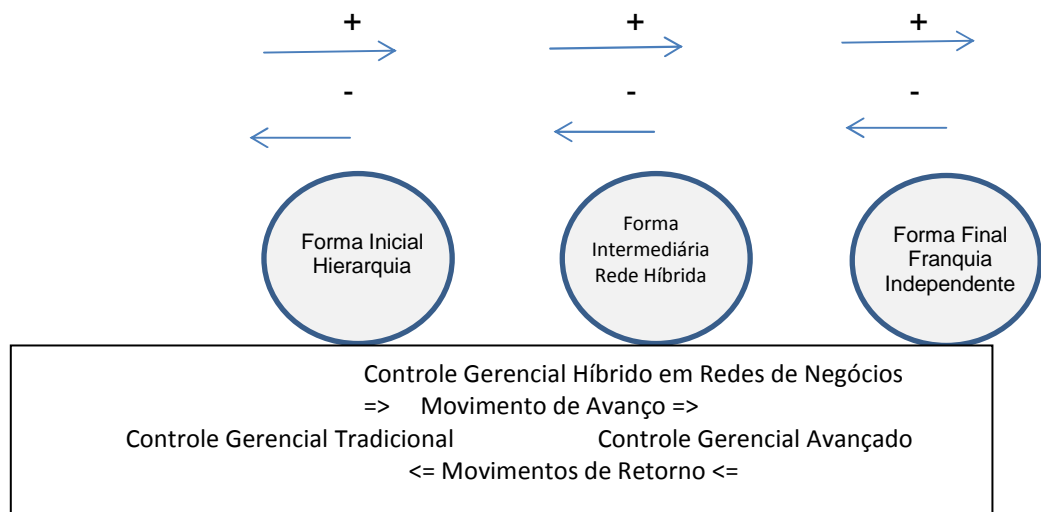 + + +
- - -
Forma Inicial
Hierarquia
Forma
Intermediária
Rede Híbrida
Forma Final
Franquia
Independente
Controle Gerencial Híbrido em Redes de Negócios
=> Movimento de Avanço =>
Controle Gerencial Tradicional Controle Gerencial Avançado
<= Movimentos de Retorno <=